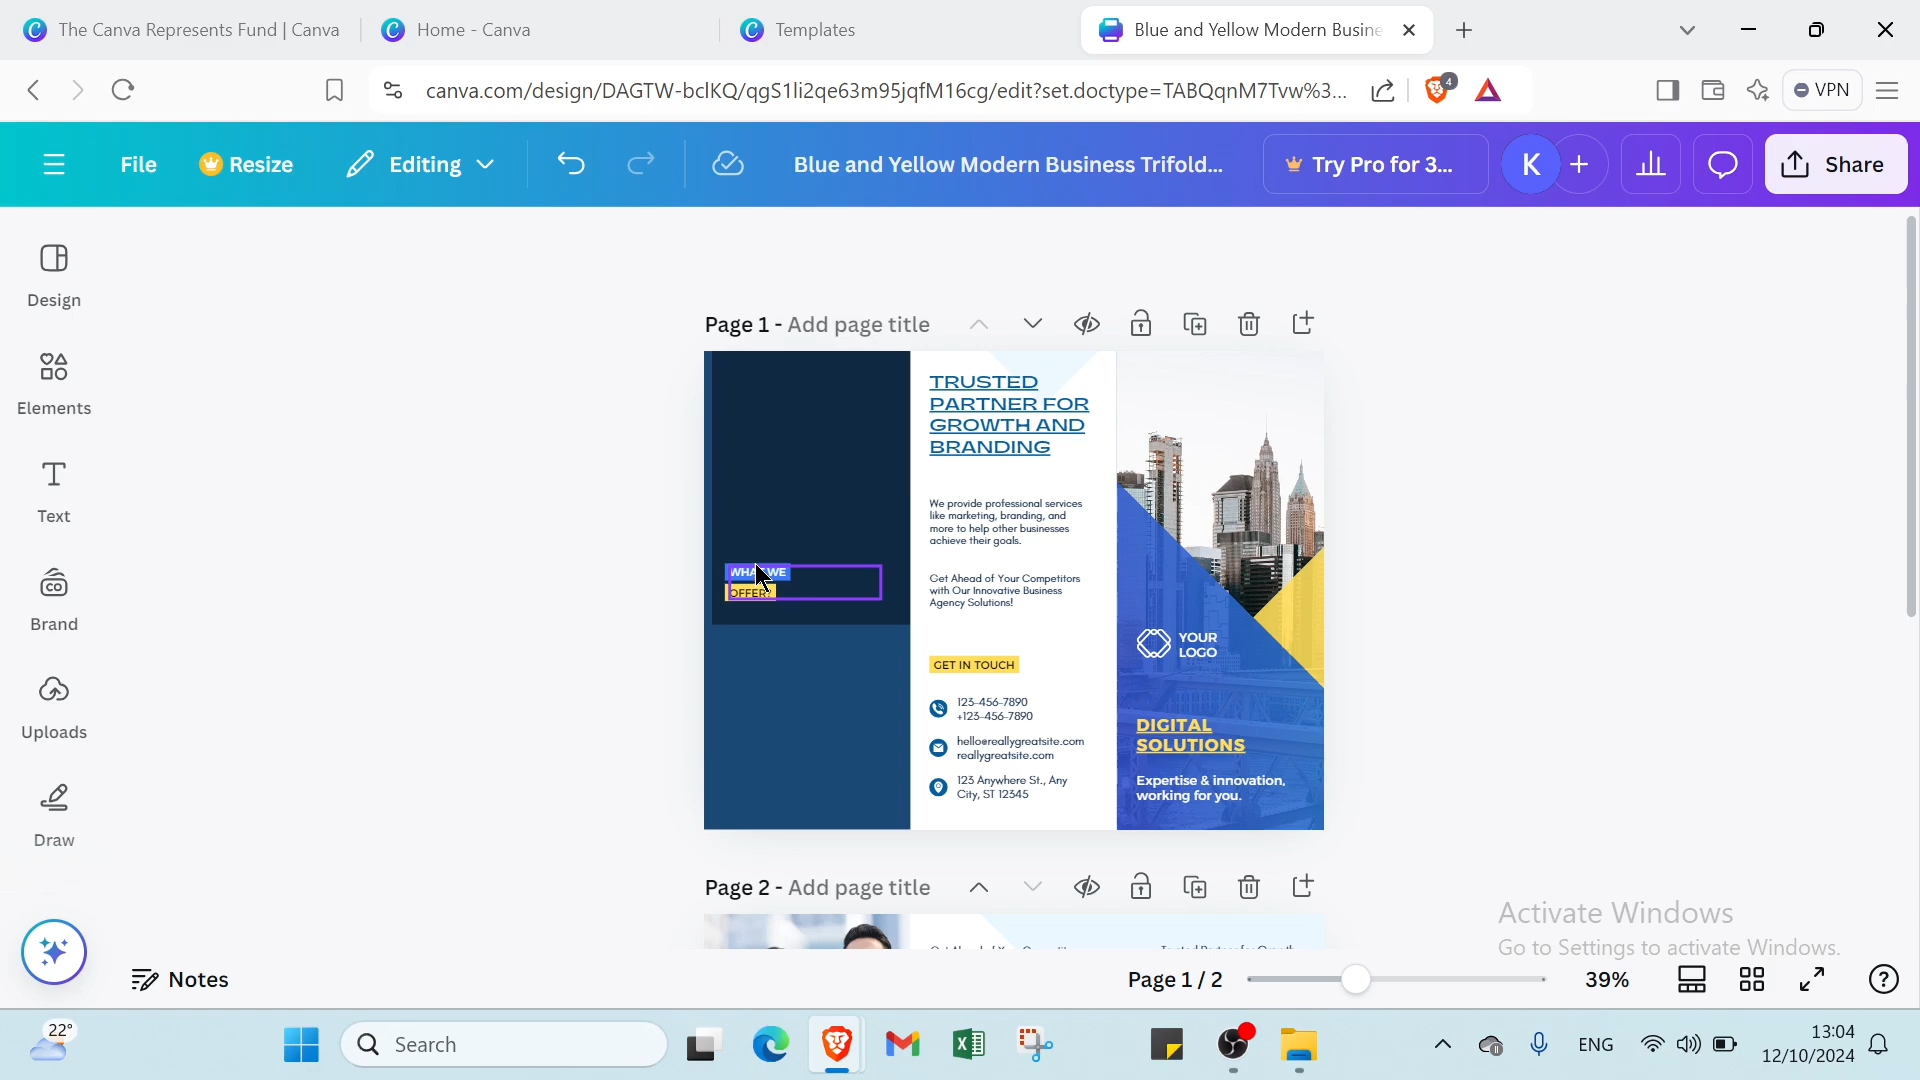 The Canva Represents Fund | Canva
Home - Canva
Templates
Blue and Yellow Modern Busine
canva.com/design/DAGTW-bclKQ/qgS1li2qe63m95jqfM16cg/edit?set.doctype=TABQqnM7Tvw%3...
4
VPN
File
Resize
Editing
Blue and Yellow Modern Business Trifold...
Try Pro for 3...
K
Share
Design
Elements
Text
Brand
Uploads
Draw
Page 1 - Add page title
WHAT WE
OFFER?
TRUSTED
PARTNER FOR
GROWTH AND
BRANDING
We provide professional services
like marketing, branding, and
more to help other businesses
achieve their goals.
Get Ahead of Your Competitors
with Our Innovative Business
Agency Solutions!
GET IN TOUCH
123-456-7890
+123-456-7890
hello@reallygreatsite.com
reallygreatsite.com
123 Anywhere St., Any
City, ST 12345
YOUR
LOGO
DIGITAL
SOLUTIONS
Expertise & innovation,
working for you.
Page 2 - Add page title
Activate Windows
Go to Settings to activate Windows.
Notes
Page 1 / 2
39%
22°
Search
ENG
13:04
12/10/2024